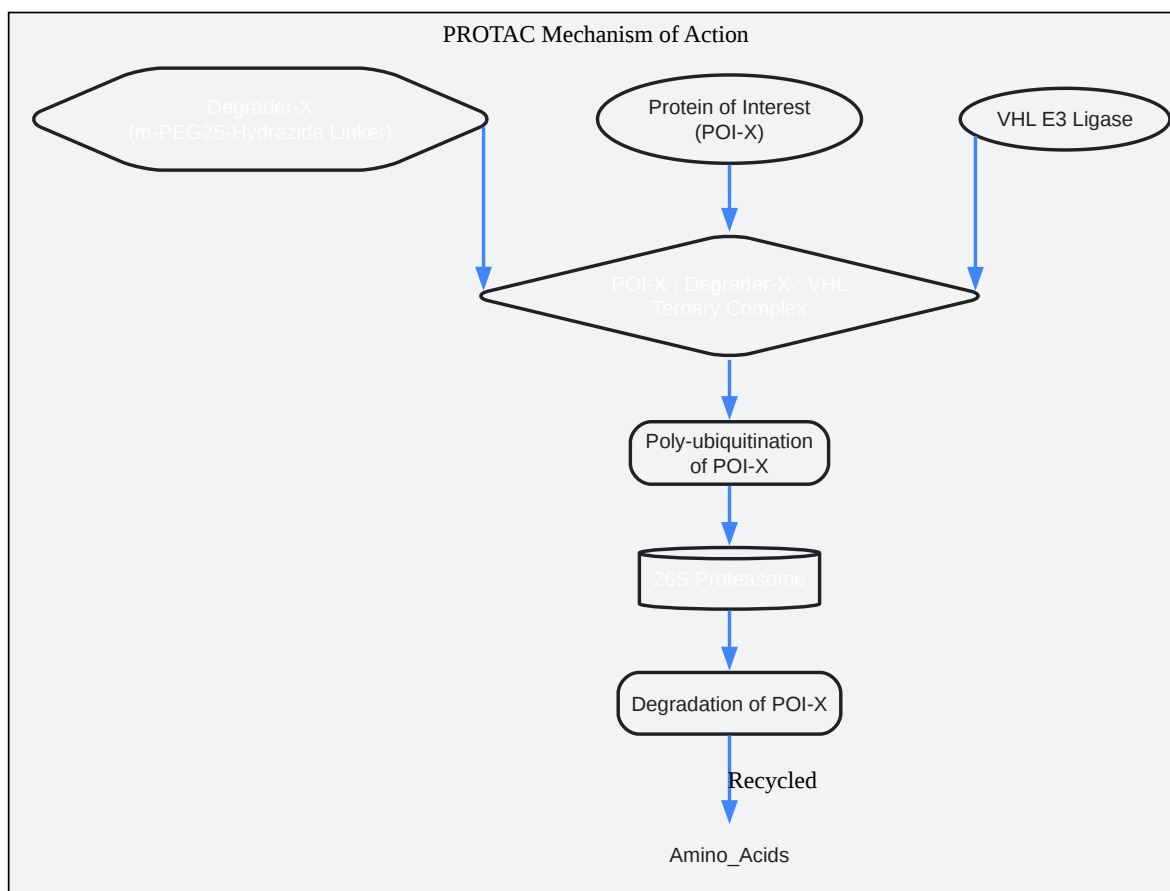 PROTAC Mechanism of Action
Degrader-X
(m-PEG25-Hydrazide Linker)
Protein of Interest
(POI-X)
VHL E3 Ligase
POI-X : Degrader-X : VHL
Ternary Complex
Poly-ubiquitination
of POI-X
26S Proteasome
Degradation of POI-X
Recycled
Amino_Acids